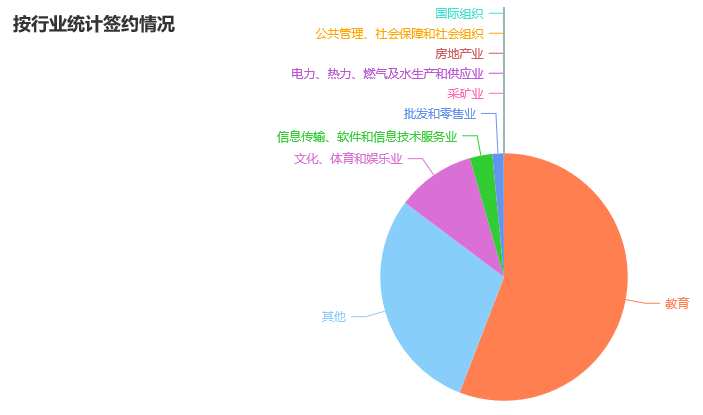 按行业统计签约情况
国际组织
公共管理、社会保障和社会组织
房地产业
电力、热力、燃气及水生产和供应业
采矿业
批发和零售业
信息传输、软件和信息技术服务业
文化、体育和娱乐业
其他
教育